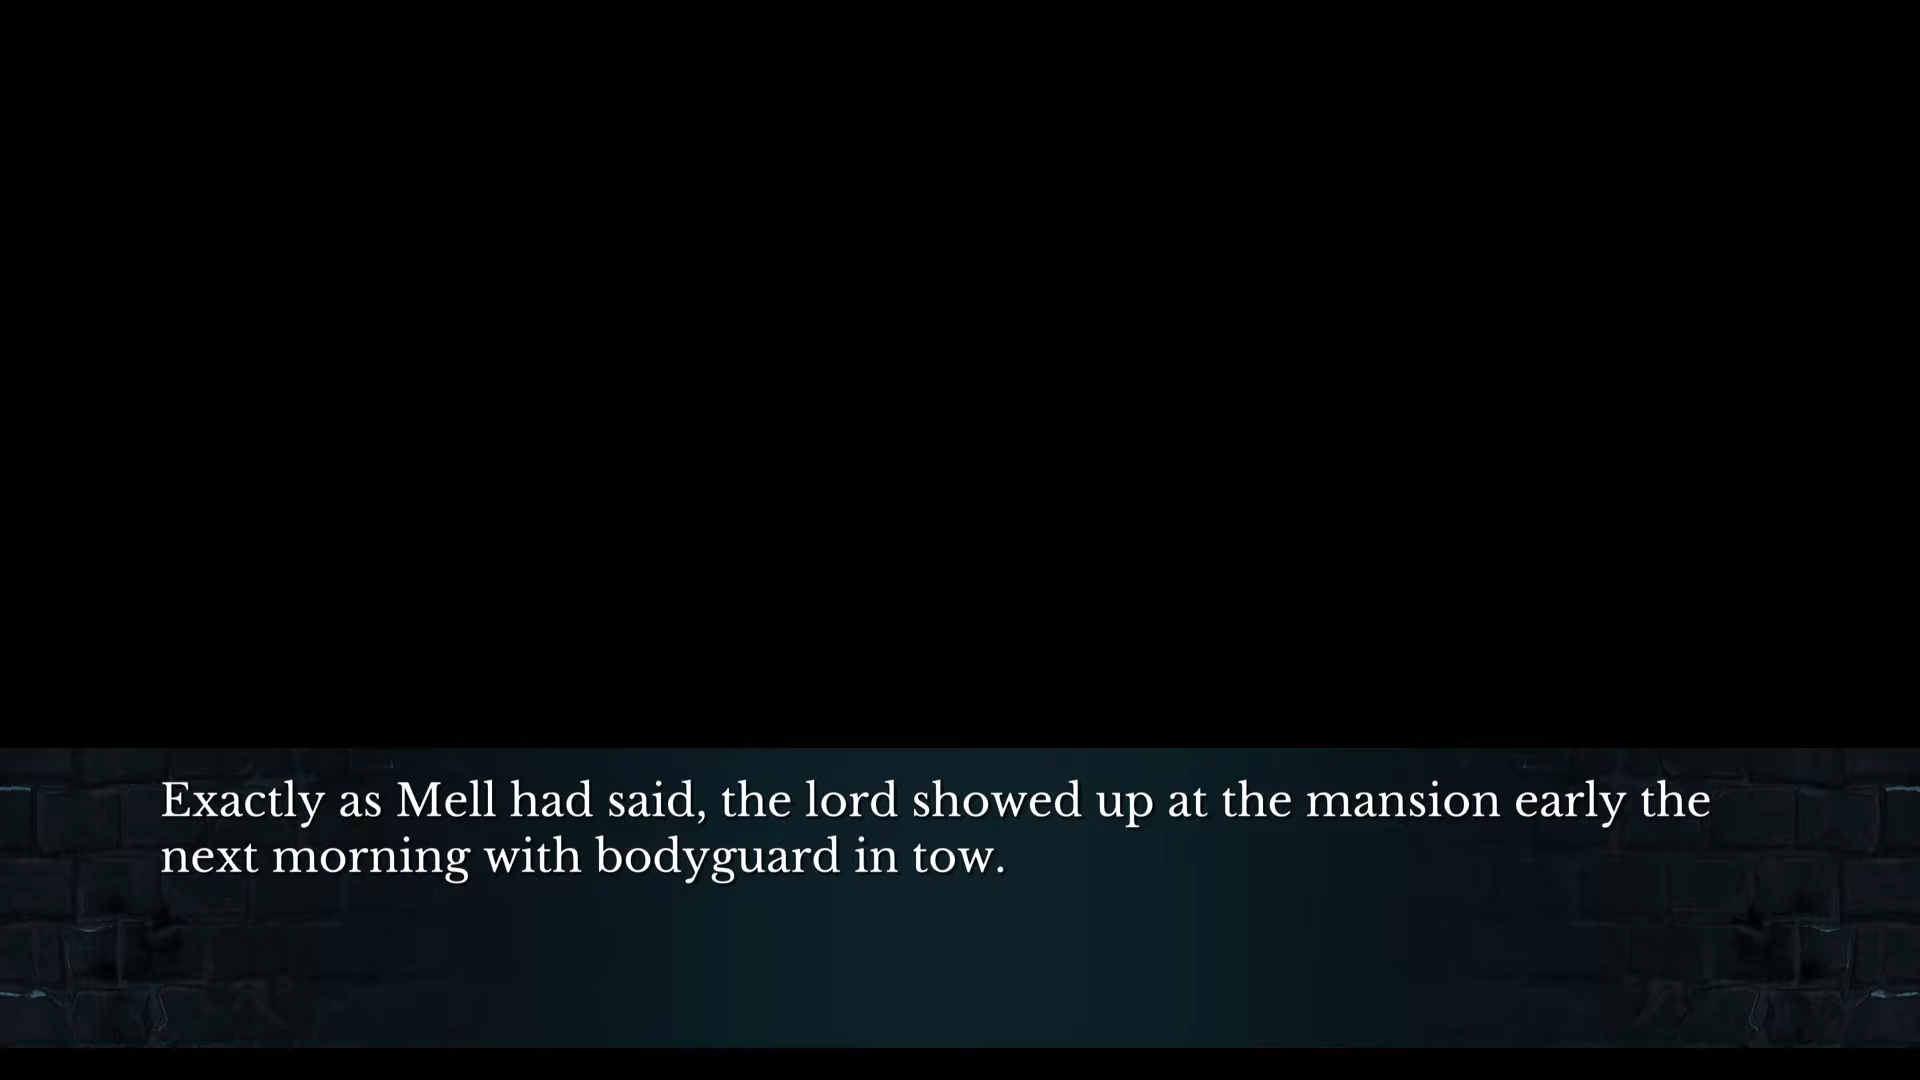 Exactly as Mell had said, the lord showed up at the mansion early the
next morning with bodyguard in tow.